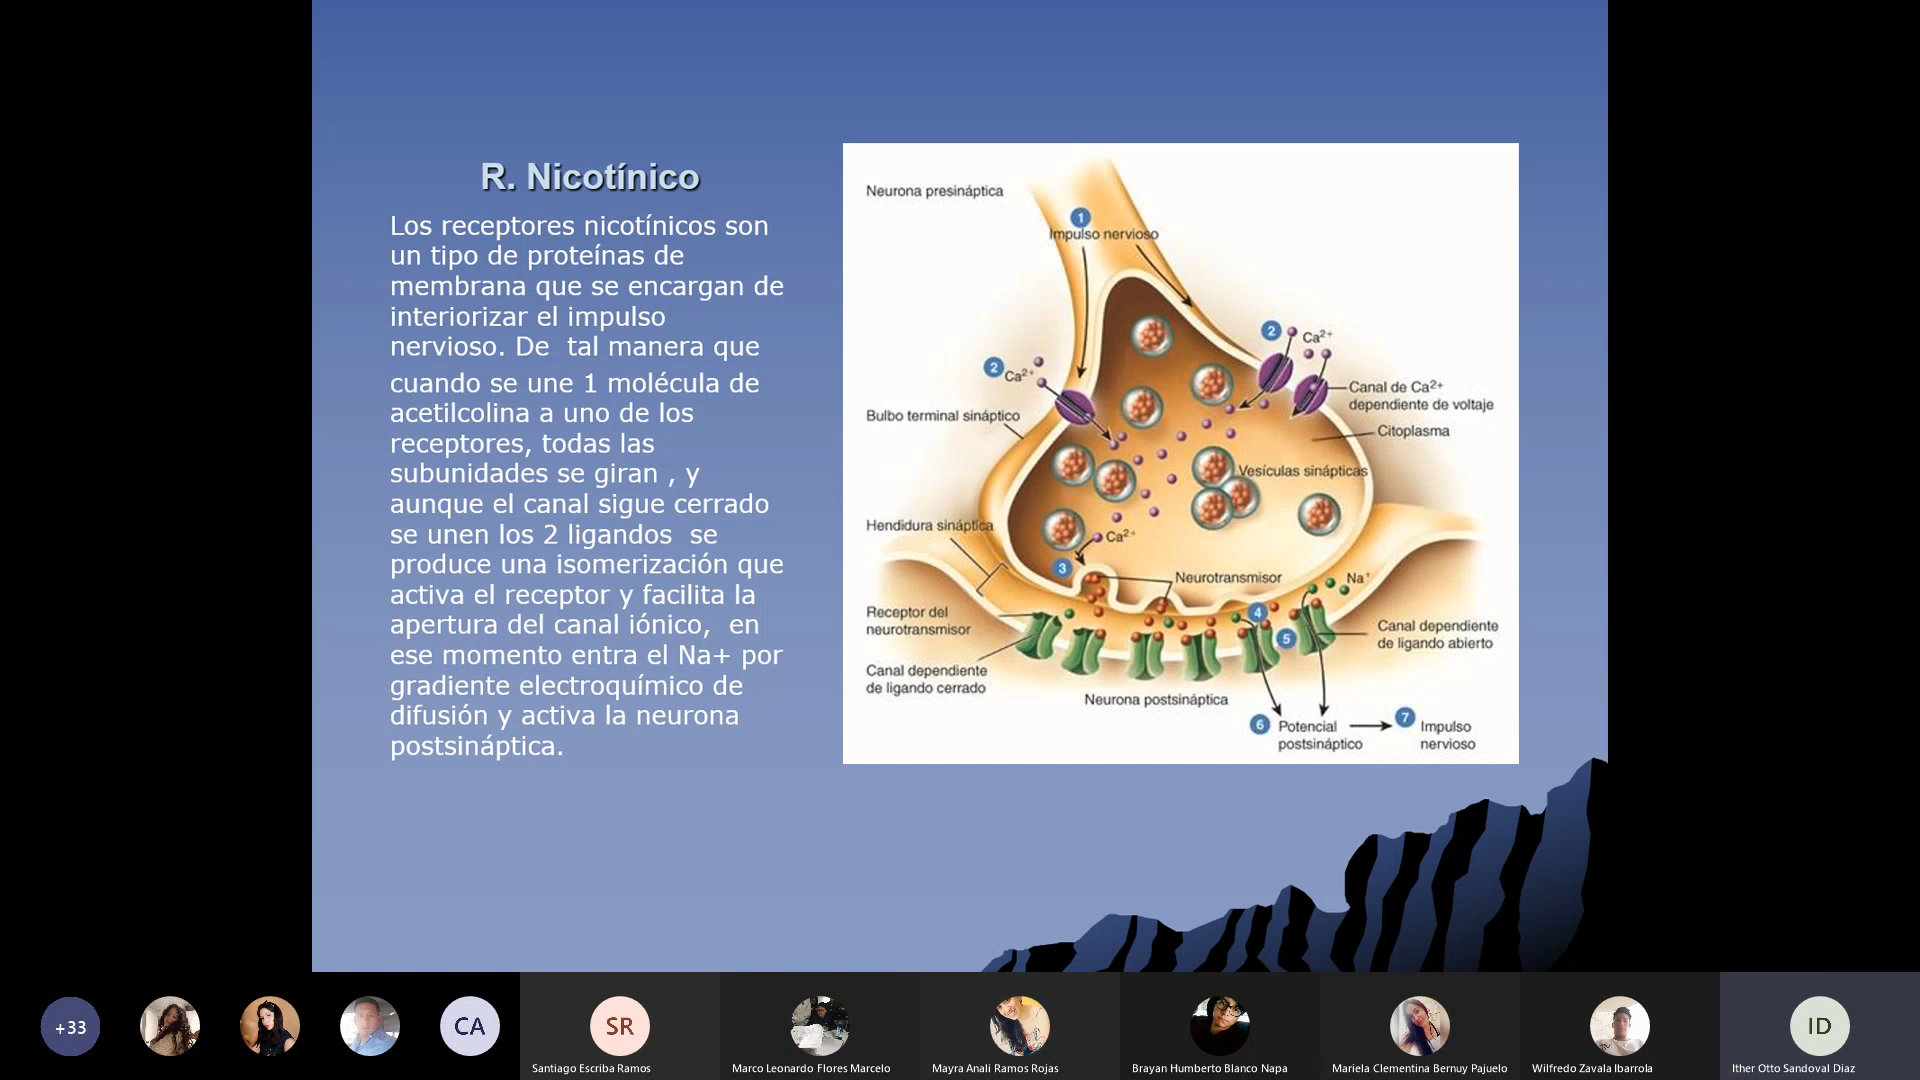 R. Nicotínico
Los receptores nicotínicos son
un tipo de proteínas de
membrana que se encargan de
interiorizar el impulso
nervioso. De  tal manera que
cuando se une 1 molécula de
acetilcolina a uno de los
receptores, todas las
subunidades se giran , y
aunque el canal sigue cerrado
se unen los 2 ligandos  se
produce una isomerización que
activa el receptor y facilita la
apertura del canal iónico,  en
ese momento entra el Na+ por
gradiente electroquímico de
difusión y activa la neurona
postsináptica.
Neurona presináptica
1
Impulso nervioso
2
Ca²⁺
2
Ca²⁺
Canal de Ca²⁺
dependiente de voltaje
Bulbo terminal sináptico
Citoplasma
Vesículas sinápticas
Hendidura sináptica
Ca²⁺
3
Neurotransmisor
Na⁺
Receptor del
neurotransmisor
4
5
Canal dependiente
de ligando abierto
Canal dependiente
de ligando cerrado
Neurona postsináptica
6
Potencial
postsináptico
7
Impulso
nervioso
+33
CA
SR
ID
Santiago Escriba Ramos
Marco Leonardo Flores Marcelo
Mayra Anali Ramos Rojas
Brayan Humberto Blanco Napa
Mariela Clementina Bernuy Pajuelo
Wilfredo Zavala Ibarrola
Ither Otto Sandoval Diaz